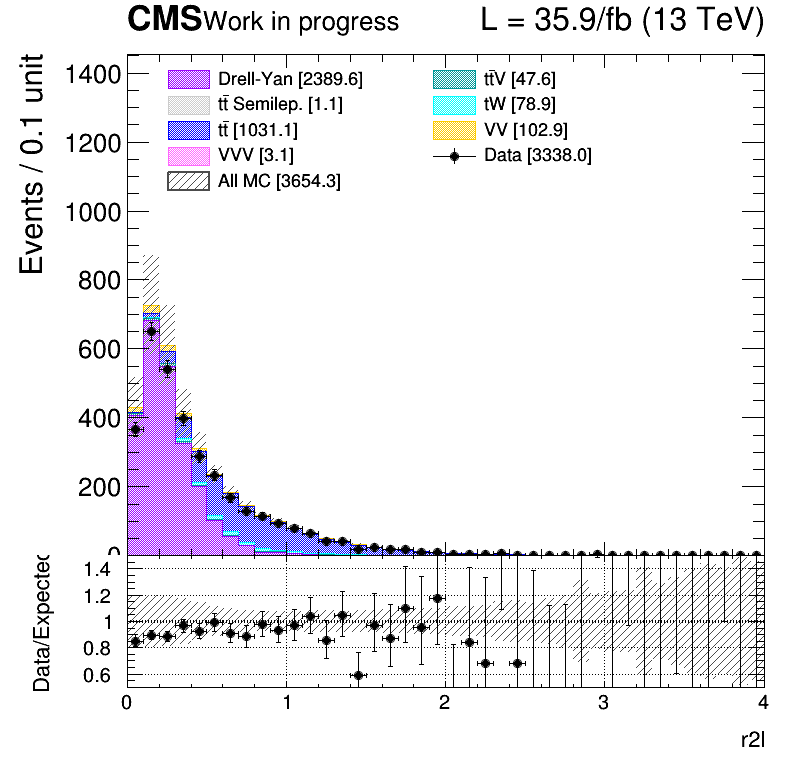 CMS Work in progress L = 35.9/fb (13 TeV)
Events / 0.1 unit
1400
1200
1000
800
600
400
200
0
Drell-Yan [2389.6]
tt̄ Semilep. [1.1]
tt̄ [1031.1]
VVV [3.1]
All MC [3654.3]
tt̄V [47.6]
tW [78.9]
VV [102.9]
Data [3338.0]
Data/Expected
1.4
1.2
1
0.8
0.6
0 1 2 3 4
r2l